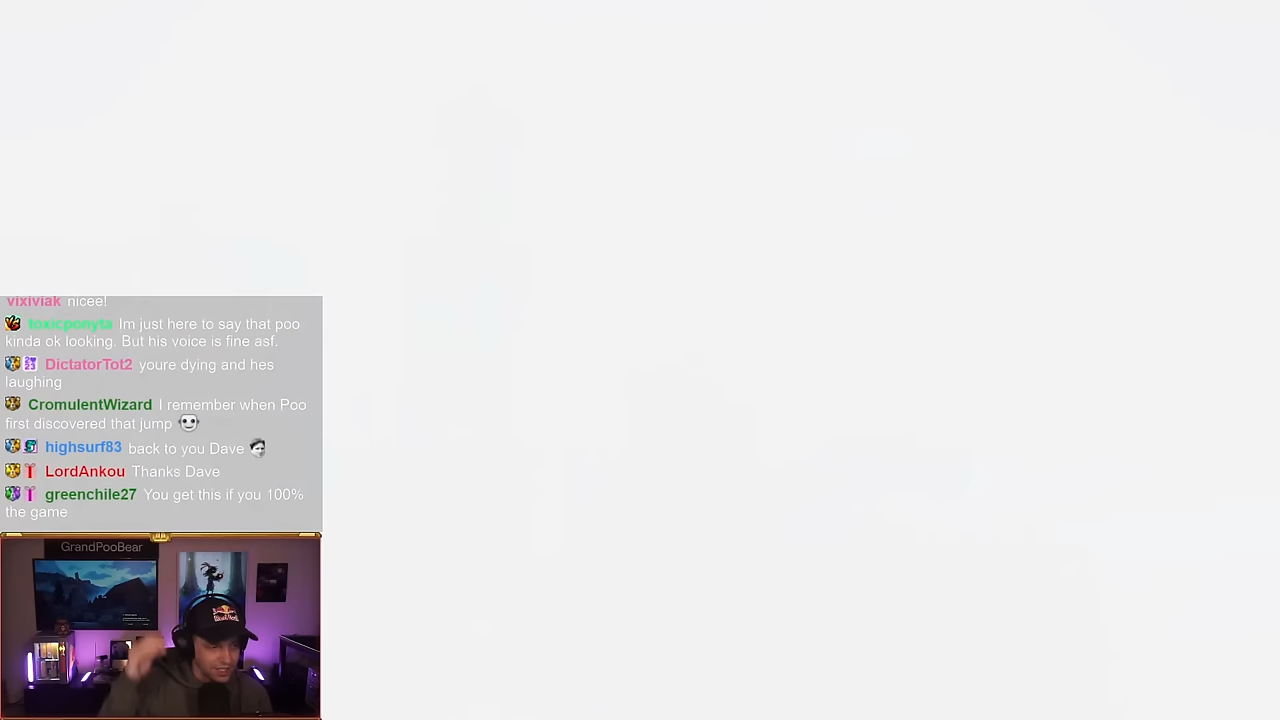 vixiviak nicee!
toxicponyta Im just here to say that poo
kinda ok looking. But his voice is fine asf.
DictatorTot2 youre dying and hes
laughing
CromulentWizard I remember when Poo
first discovered that jump
highsurf83 back to you Dave
LordAnkou Thanks Dave
greenchile27 You get this if you 100%
the game
GrandPooBear